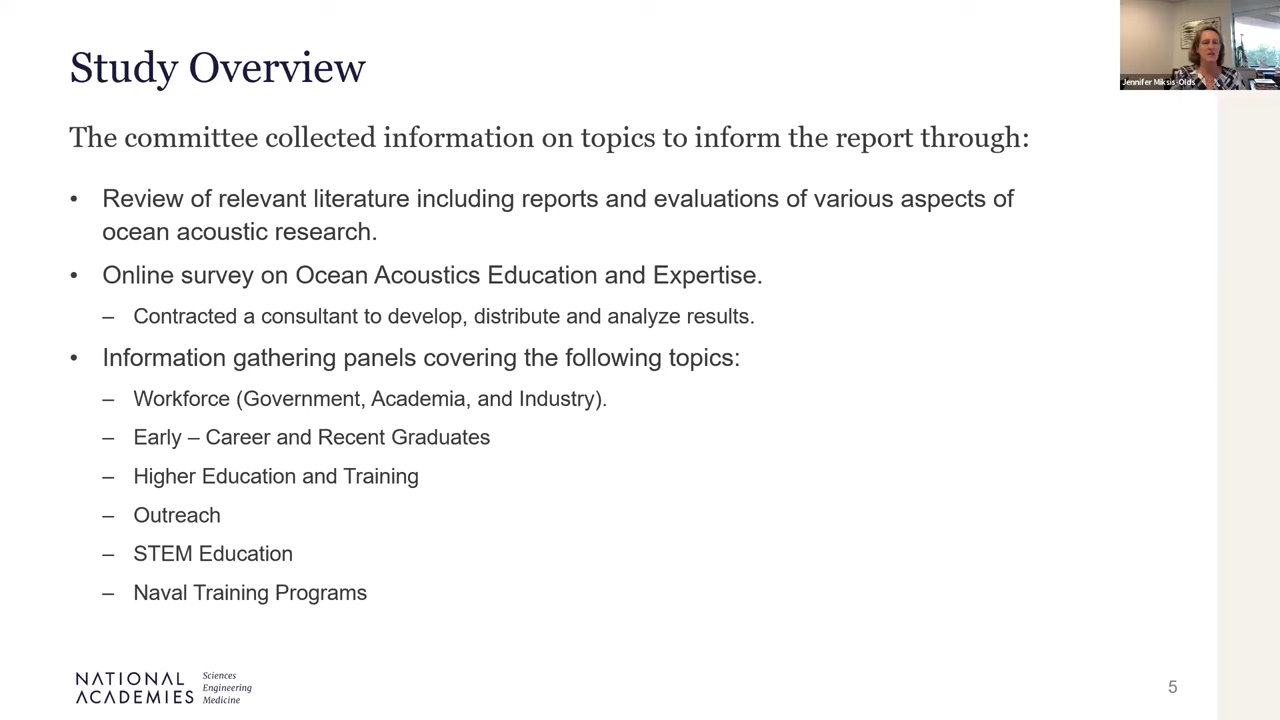 Study Overview
Jennifer Miksis-Olds
The committee collected information on topics to inform the report through:
• Review of relevant literature including reports and evaluations of various aspects of
ocean acoustic research.
• Online survey on Ocean Acoustics Education and Expertise.
– Contracted a consultant to develop, distribute and analyze results.
• Information gathering panels covering the following topics:
– Workforce (Government, Academia, and Industry).
– Early – Career and Recent Graduates
– Higher Education and Training
– Outreach
– STEM Education
– Naval Training Programs
NATIONAL ACADEMIES
Sciences
Engineering
Medicine
5